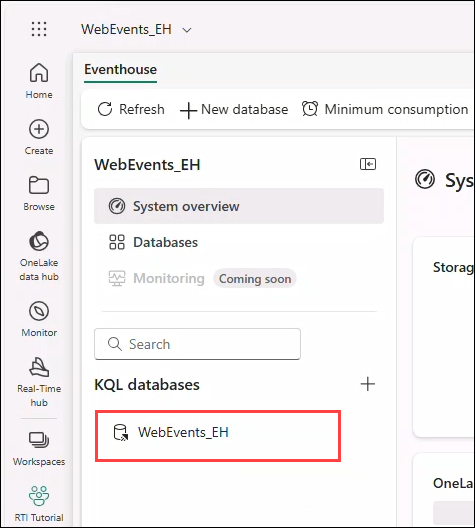 WebEvents_EH
Home
Create
Browse
OneLake
data hub
Monitor
Real-Time
hub
Workspaces
RTI Tutorial
Eventhouse
Refresh New database Minimum consumption
WebEvents_EH
System overview
Databases
Monitoring Coming soon
Search
KQL databases
WebEvents_EH
Sys
Storag
OneLa